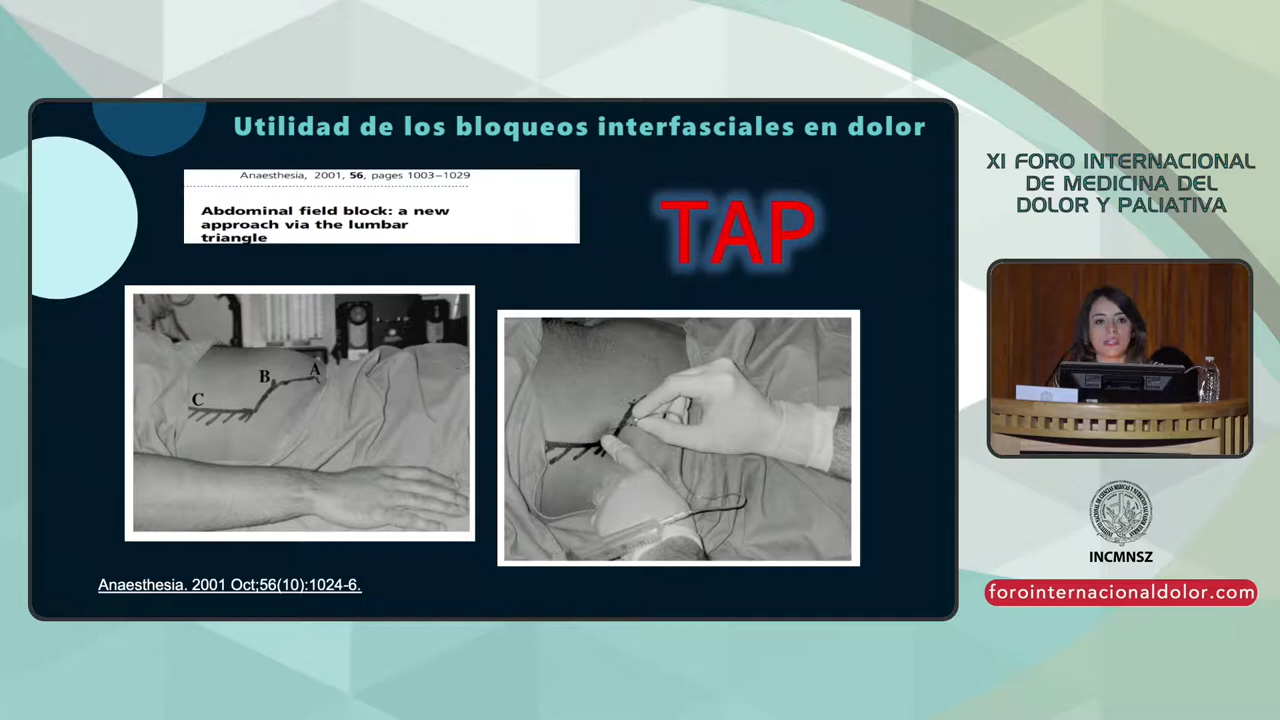 Utilidad de los bloqueos interfasciales en dolor
Anaesthesia, 2001, 56, pages 1003–1029
Abdominal field block: a new
approach via the lumbar
triangle
TAP
A
B
C
Anaesthesia. 2001 Oct;56(10):1024-6.
XI FORO INTERNACIONAL
DE MEDICINA DEL
DOLOR Y PALIATIVA
INCMNSZ
forointernacionaldolor.com